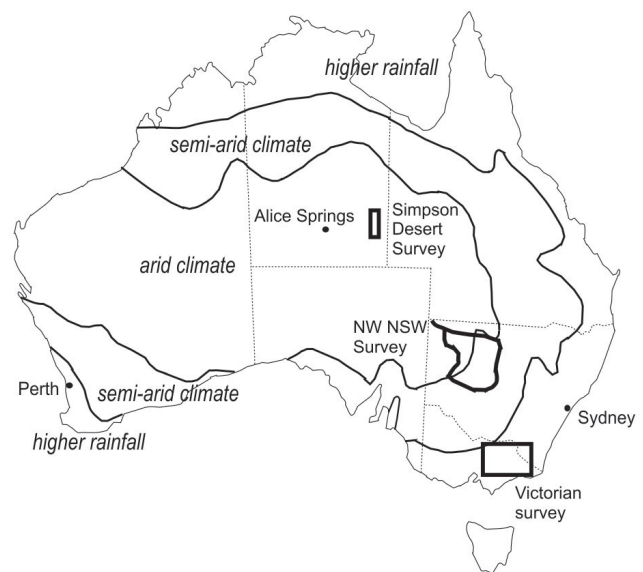 higher rainfall
semi-arid climate
Alice Springs
Simpson
Desert
Survey
arid climate
NW NSW
Survey
Perth
semi-arid climate
Sydney
higher rainfall
Victorian
survey